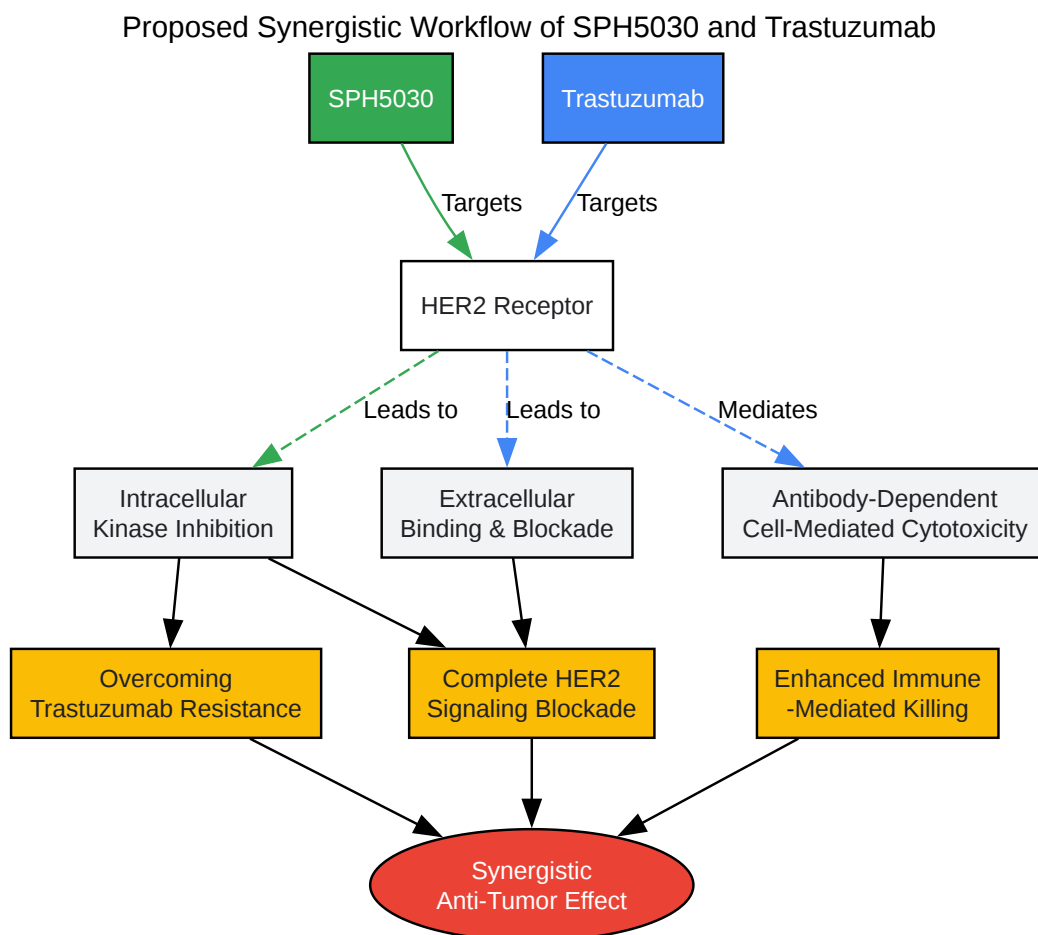 Proposed Synergistic Workflow of SPH5030 and Trastuzumab
SPH5030
Trastuzumab
Targets
Targets
HER2 Receptor
Leads to
Leads to
Mediates
Intracellular
Kinase Inhibition
Extracellular
Binding & Blockade
Antibody-Dependent
Cell-Mediated Cytotoxicity
Overcoming
Trastuzumab Resistance
Complete HER2
Signaling Blockade
Enhanced Immune
-Mediated Killing
Synergistic
Anti-Tumor Effect